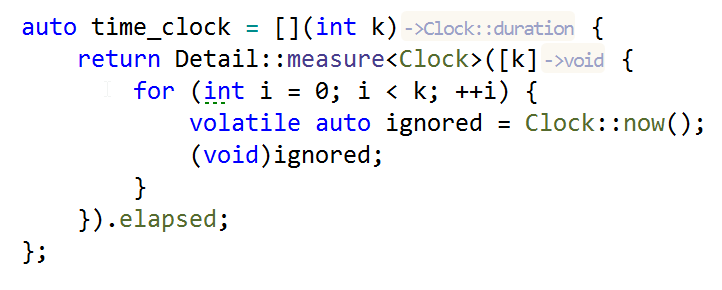 auto time_clock = [](int k)->Clock::duration {
    return Detail::measure<Clock>([k]->void {
        for (int i = 0; i < k; ++i) {
            volatile auto ignored = Clock::now();
            (void)ignored;
        }
    }).elapsed;
};